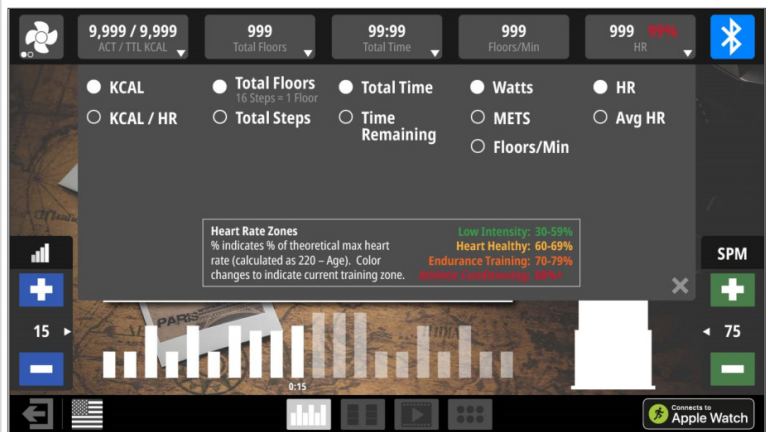 9,999 / 9,999
ACT / TTL KCAL
999
Total Floors
99:99
Total Time
999
Floors/Min
999 99%
HR
KCAL
KCAL / HR
Total Floors
16 Steps = 1 Floor
Total Steps
Total Time
Time
Remaining
Watts
METS
Floors/Min
HR
Avg HR
Heart Rate Zones
% indicates % of theoretical max heart
rate (calculated as 220 – Age). Color
changes to indicate current training zone.
Low Intensity: 30-59%
Heart Healthy: 60-69%
Endurance Training: 70-79%
Athletic Conditioning: 80%+
SPM
15
75
PARIS
0:15
Connects to
Apple Watch